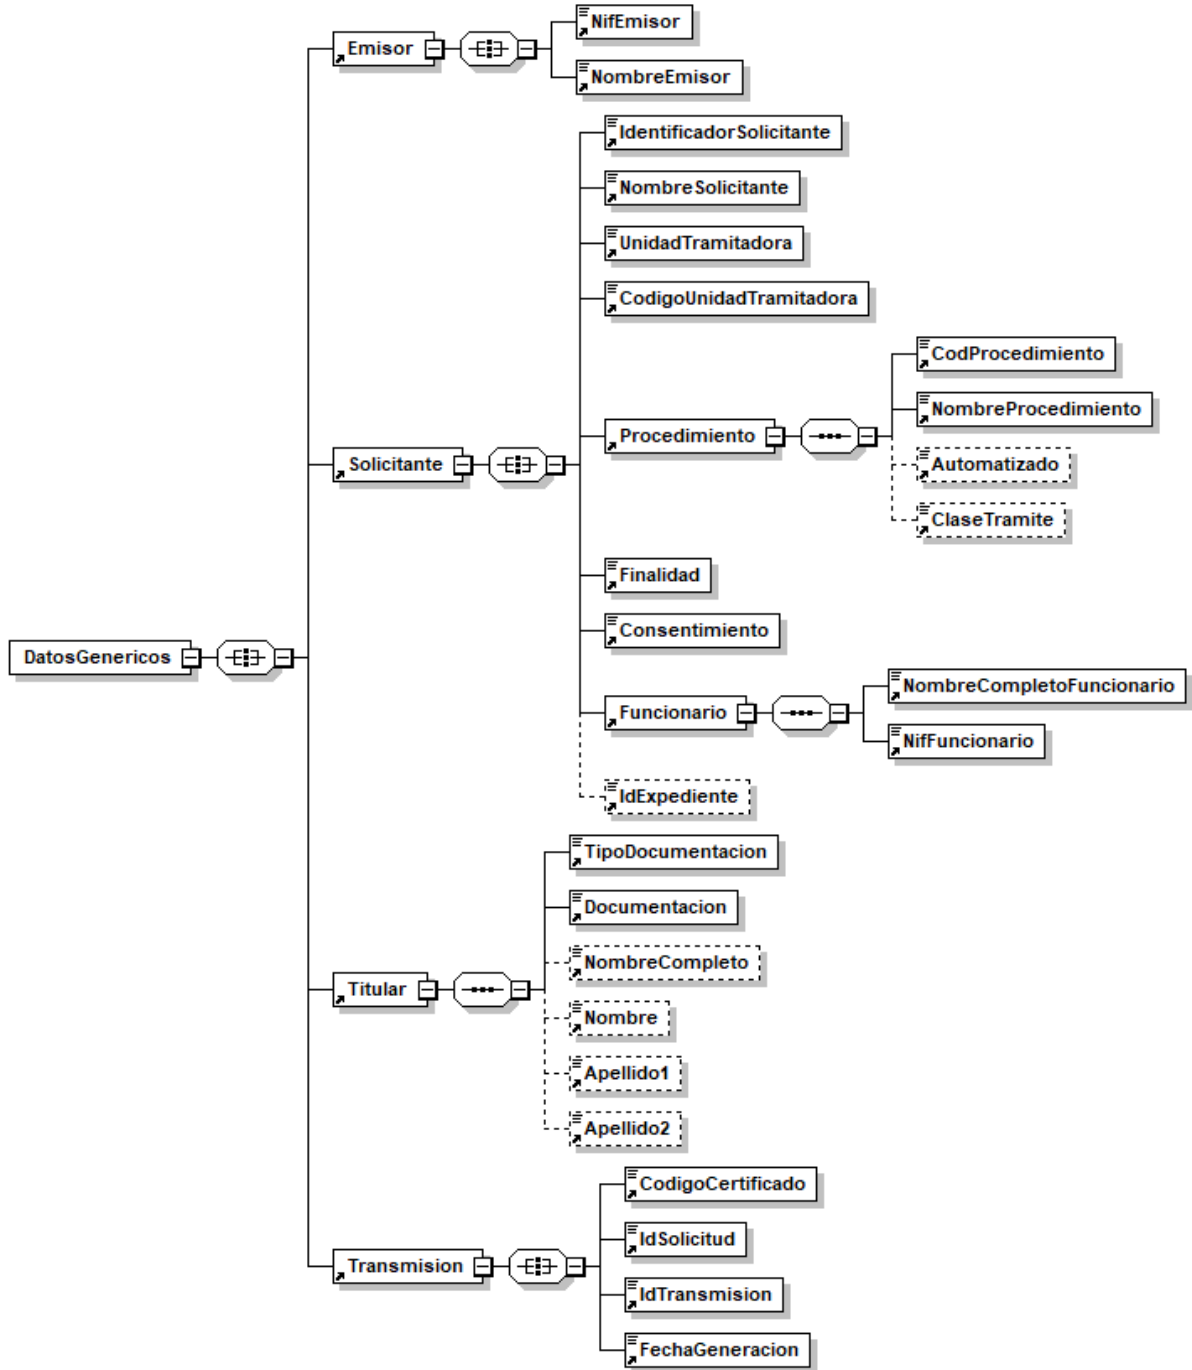 Emisor
NifEmisor
NombreEmisor
IdentificadorSolicitante
NombreSolicitante
UnidadTramitadora
CodigoUnidadTramitadora
CodProcedimiento
NombreProcedimiento
Procedimiento
Automatizado
Solicitante
ClaseTramite
Finalidad
Consentimiento
DatosGenericos
NombreCompletoFuncionario
Funcionario
NifFuncionario
IdExpediente
TipoDocumentacion
Documentacion
NombreCompleto
Titular
Nombre
Apellido1
Apellido2
CodigoCertificado
IdSolicitud
Transmision
IdTransmision
FechaGeneracion